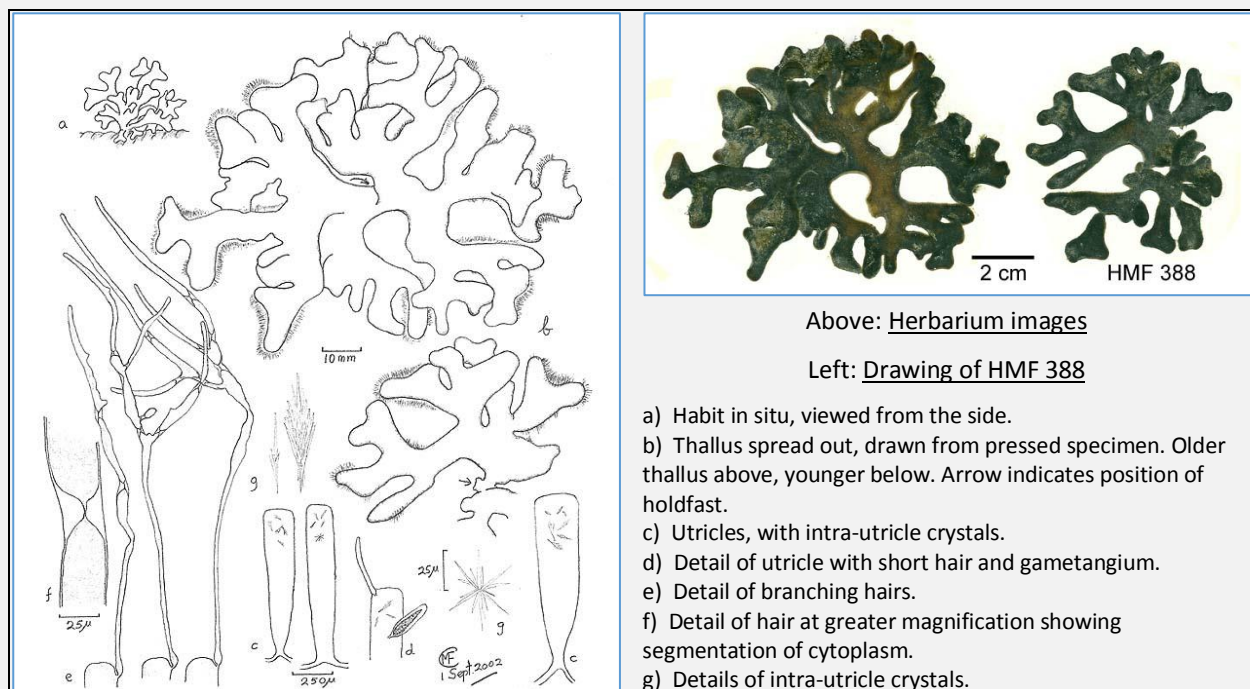 a
b
10 mm
g
f
25µ
e
c
250µ
d
25µ
g
1 Sept. 2002
c
2 cm
HMF 388
Above: Herbarium images
Left: Drawing of HMF 388
a) Habit in situ, viewed from the side.
b) Thallus spread out, drawn from pressed specimen. Older
thallus above, younger below. Arrow indicates position of
holdfast.
c) Utricles, with intra-utricle crystals.
d) Detail of utricle with short hair and gametangium.
e) Detail of branching hairs.
f) Detail of hair at greater magnification showing
segmentation of cytoplasm.
g) Details of intra-utricle crystals.